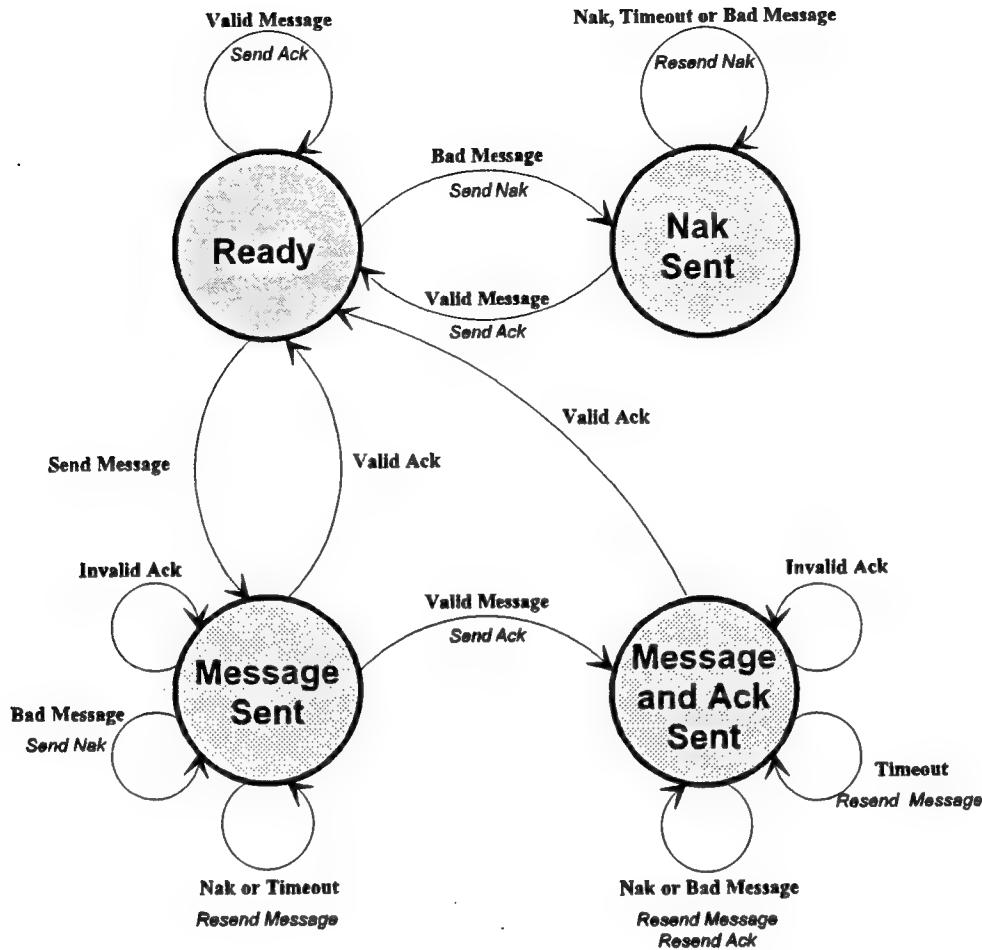 Valid Message
Send Ack
Nak, Timeout or Bad Message
Resend Nak
Bad Message
Send Nak
Ready
Nak
Sent
Valid Message
Send Ack
Valid Ack
Send Message
Valid Ack
Invalid Ack
Invalid Ack
Valid Message
Send Ack
Message
Sent
Message
and Ack
Sent
Bad Message
Send Nak
Timeout
Resend Message
Nak or Timeout
Resend Message
Nak or Bad Message
Resend Message
Resend Ack